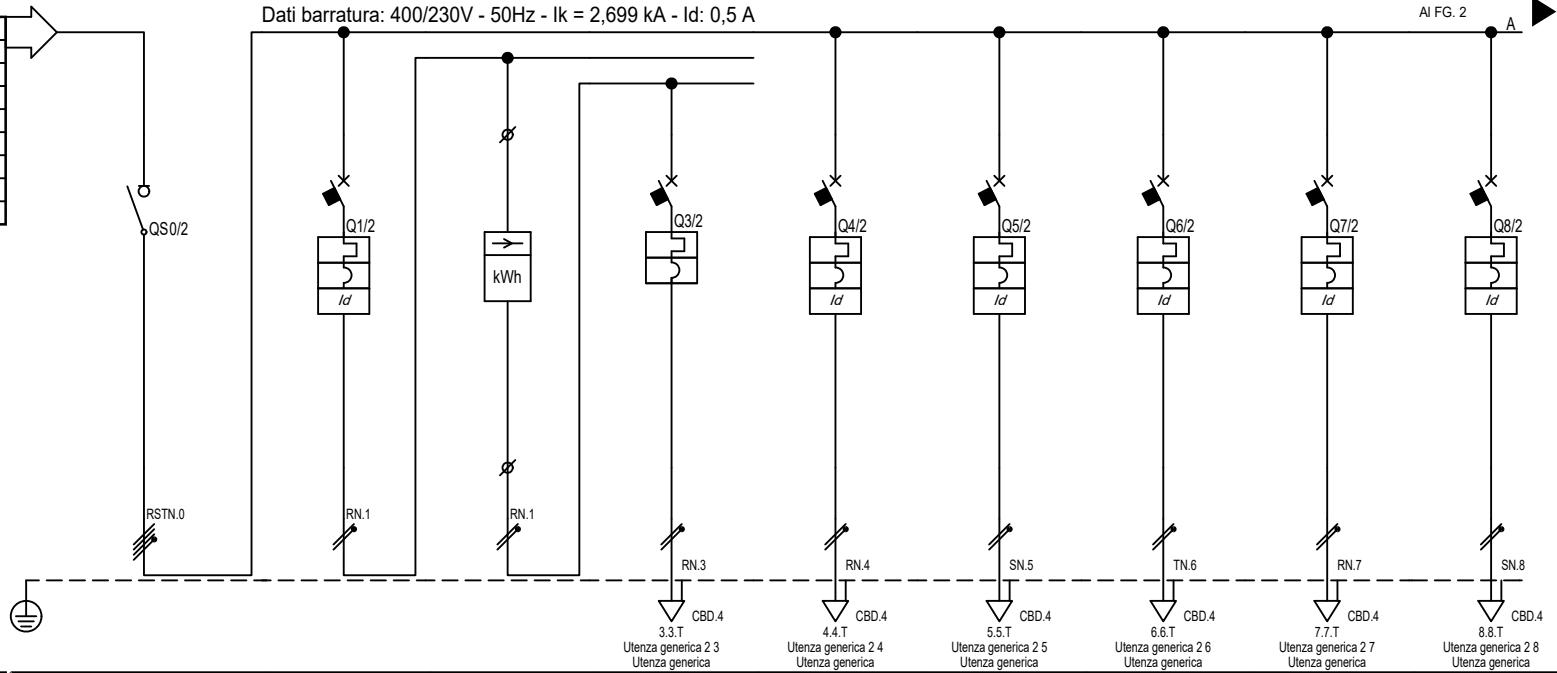 Dati barratura: 400/230V - 50Hz - Ik = 2,699 kA - Id: 0,5 A
Al FG. 2
A
QS0/2
Q1/2
kWh
Q3/2
Q4/2
Q5/2
Q6/2
Q7/2
Q8/2
Id
Id
Id
Id
Id
Id
RSTN.0
RN.1
RN.1
RN.3
RN.4
SN.5
TN.6
RN.7
SN.8
CBD.4
CBD.4
CBD.4
CBD.4
CBD.4
CBD.4
3.3.T
Utenza generica 2 3
Utenza generica
4.4.T
Utenza generica 2 4
Utenza generica
5.5.T
Utenza generica 2 5
Utenza generica
6.6.T
Utenza generica 2 6
Utenza generica
7.7.T
Utenza generica 2 7
Utenza generica
8.8.T
Utenza generica 2 8
Utenza generica